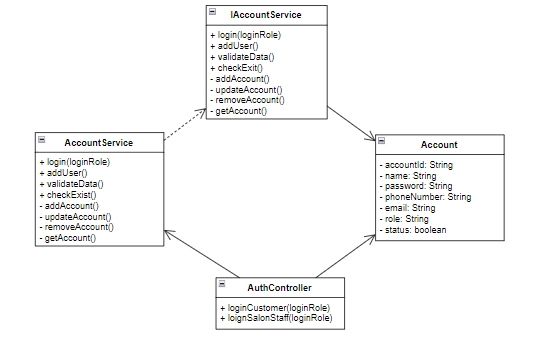 IAccountService
+ login(loginRole)
+ addUser()
+ validateData()
+ checkExit()
- addAccount()
- updateAccount()
- removeAccount()
- getAccount()
AccountService
+ login(loginRole)
+ addUser()
+ validateData()
+ checkExist()
- addAccount()
- updateAccount()
- removeAccount()
- getAccount()
Account
- accountId: String
- name: String
- password: String
- phoneNumber: String
- email: String
- role: String
- status: boolean
AuthController
+ loginCustomer(loginRole)
+ loignSalonStaff(loginRole)